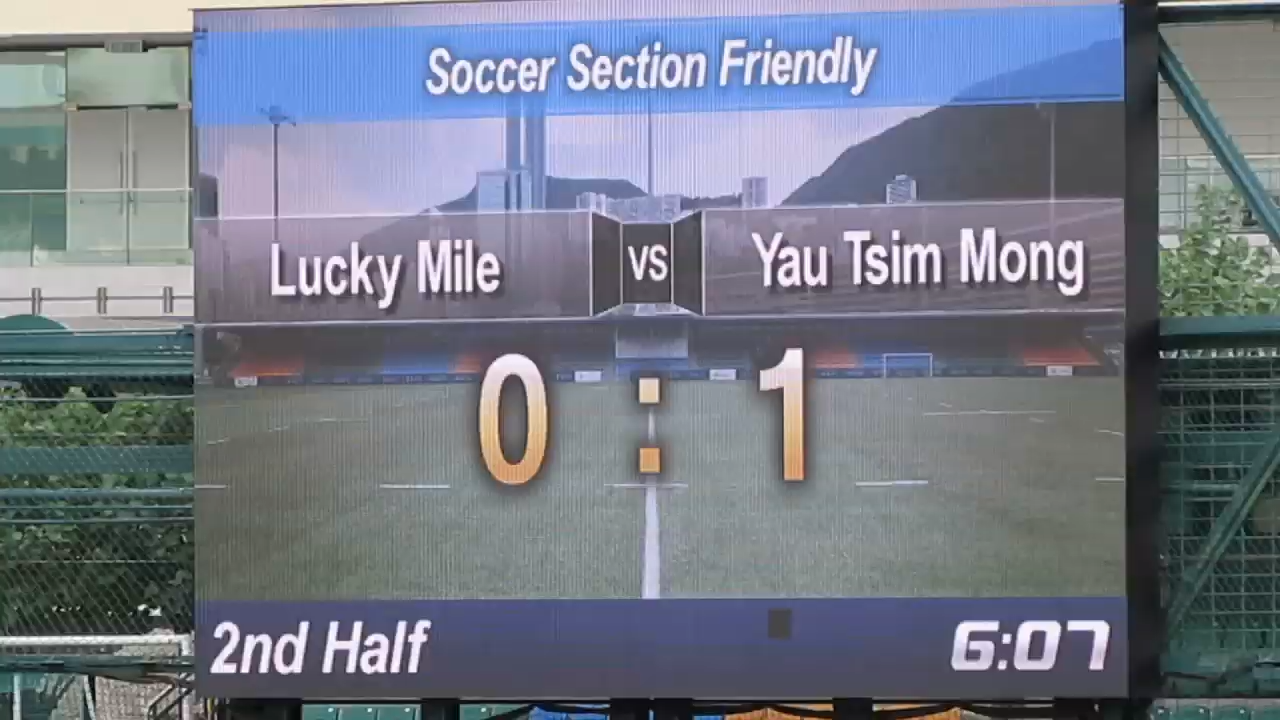 Soccer Section Friendly
Lucky Mile vs Yau Tsim Mong
0 : 1
2nd Half 6:07